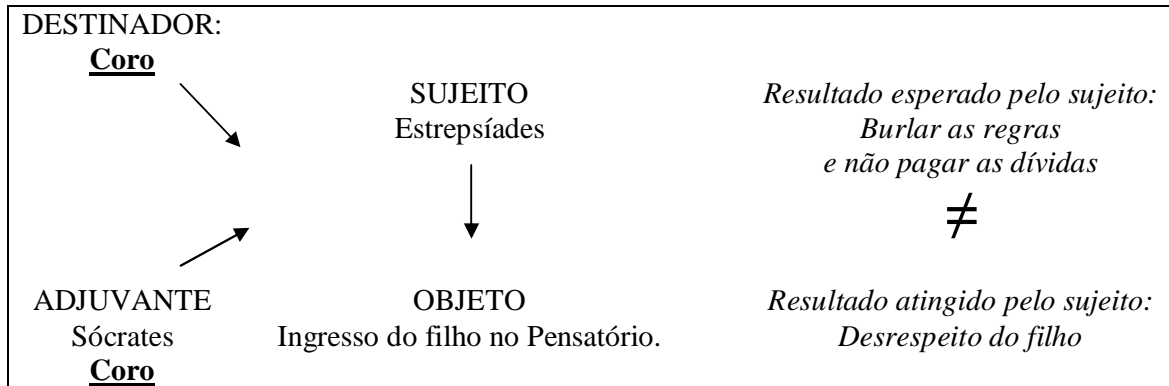 DESTINADOR:
Coro
SUJEITO
Estrepsíades
Resultado esperado pelo sujeito:
Burlar as regras
e não pagar as dívidas
≠
ADJUVANTE
Sócrates
Coro
OBJETO
Ingresso do filho no Pensatório.
Resultado atingido pelo sujeito:
Desrespeito do filho